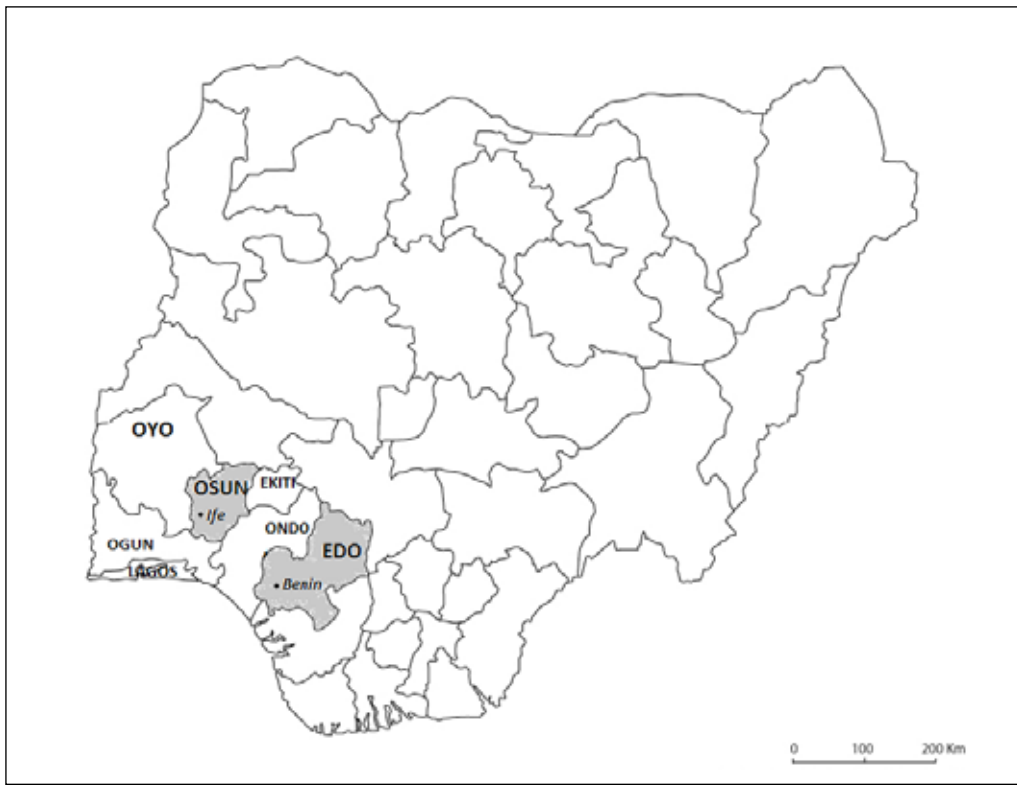 OYO
OSUN
EKITI
Ife
ONDO
OGUN
EDO
LAGOS
Benin
0 100 200 Km